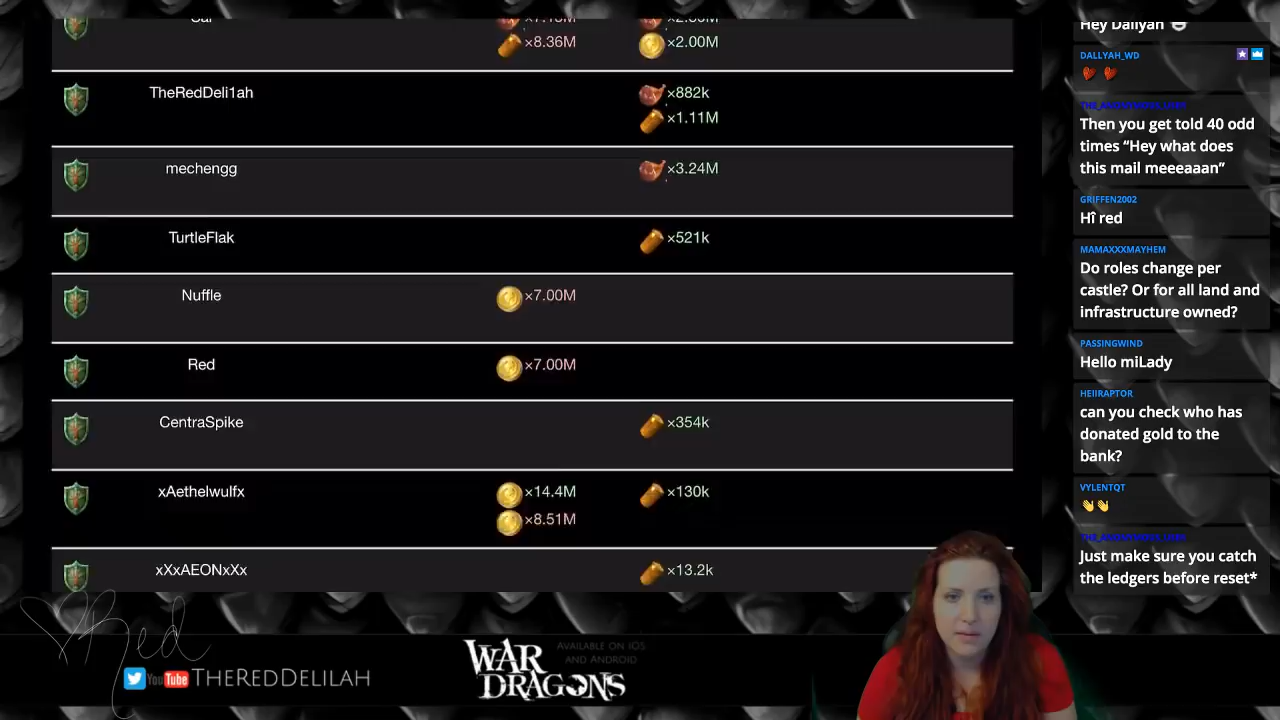 ×8.36M
×2.00M
TheRedDeli1ah
×882k
×1.11M
mechengg
×3.24M
TurtleFlak
×521k
Nuffle
×7.00M
Red
×7.00M
CentraSpike
×354k
xAethelwulfx
×14.4M
×130k
×8.51M
xXxAEONxXx
×13.2k
Hey Dallyah
DALLYAH_WD
Then you get told 40 odd
times “Hey what does
this mail meeeaaan”
GRIFFEN2002
Hî red
MAMAXXXMAYHEM
Do roles change per
castle? Or for all land and
infrastructure owned?
PASSINGWIND
Hello miLady
HEIIRAPTOR
can you check who has
donated gold to the
bank?
VYLENTQT
Just make sure you catch
the ledgers before reset*
Red
YouTube THEREDDELILAH
WAR
DRAGONS
AVAILABLE ON IOS
AND ANDROID